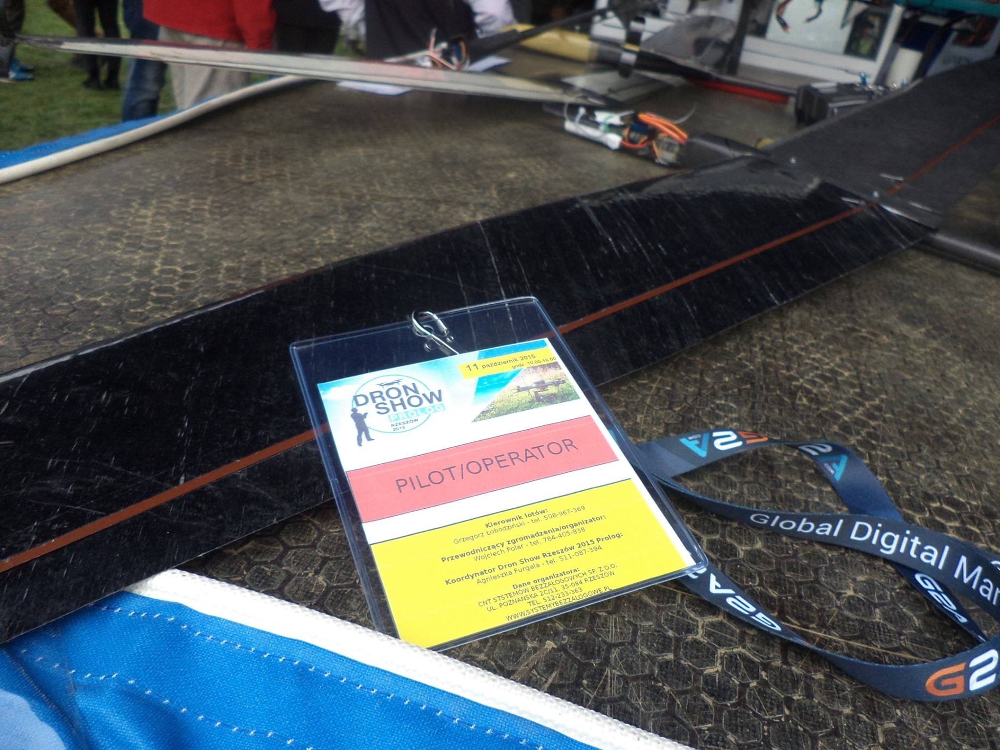 11 październik 2015
godz. 10.00-16.00
DRON
SHOW
PROLOG
RZESZÓW
2015
PILOT/OPERATOR
Kierownik lotów:
Grzegorz Łobodziński - tel. 508-967-369
Przewodniczący zgromadzenia/organizator:
Wojciech Polar - tel. 784-405-838
Koordynator Dron Show Rzeszów 2015 Prolog:
Agnieszka Furgała - tel. 511-087-394
Dane organizatora:
CNT STSTEMÓW BEZZAŁOGOWYCH SP. Z O.O.
UL. POZNAŃSKA 2C/11. 35-084 RZESZÓW
TEL. 512-233-363
WWW.SYSTEMYBEZZALOGOWE.PL
G2A
.COM
G2A
.COM
Global Digital Mar
G2A
G2A
G2